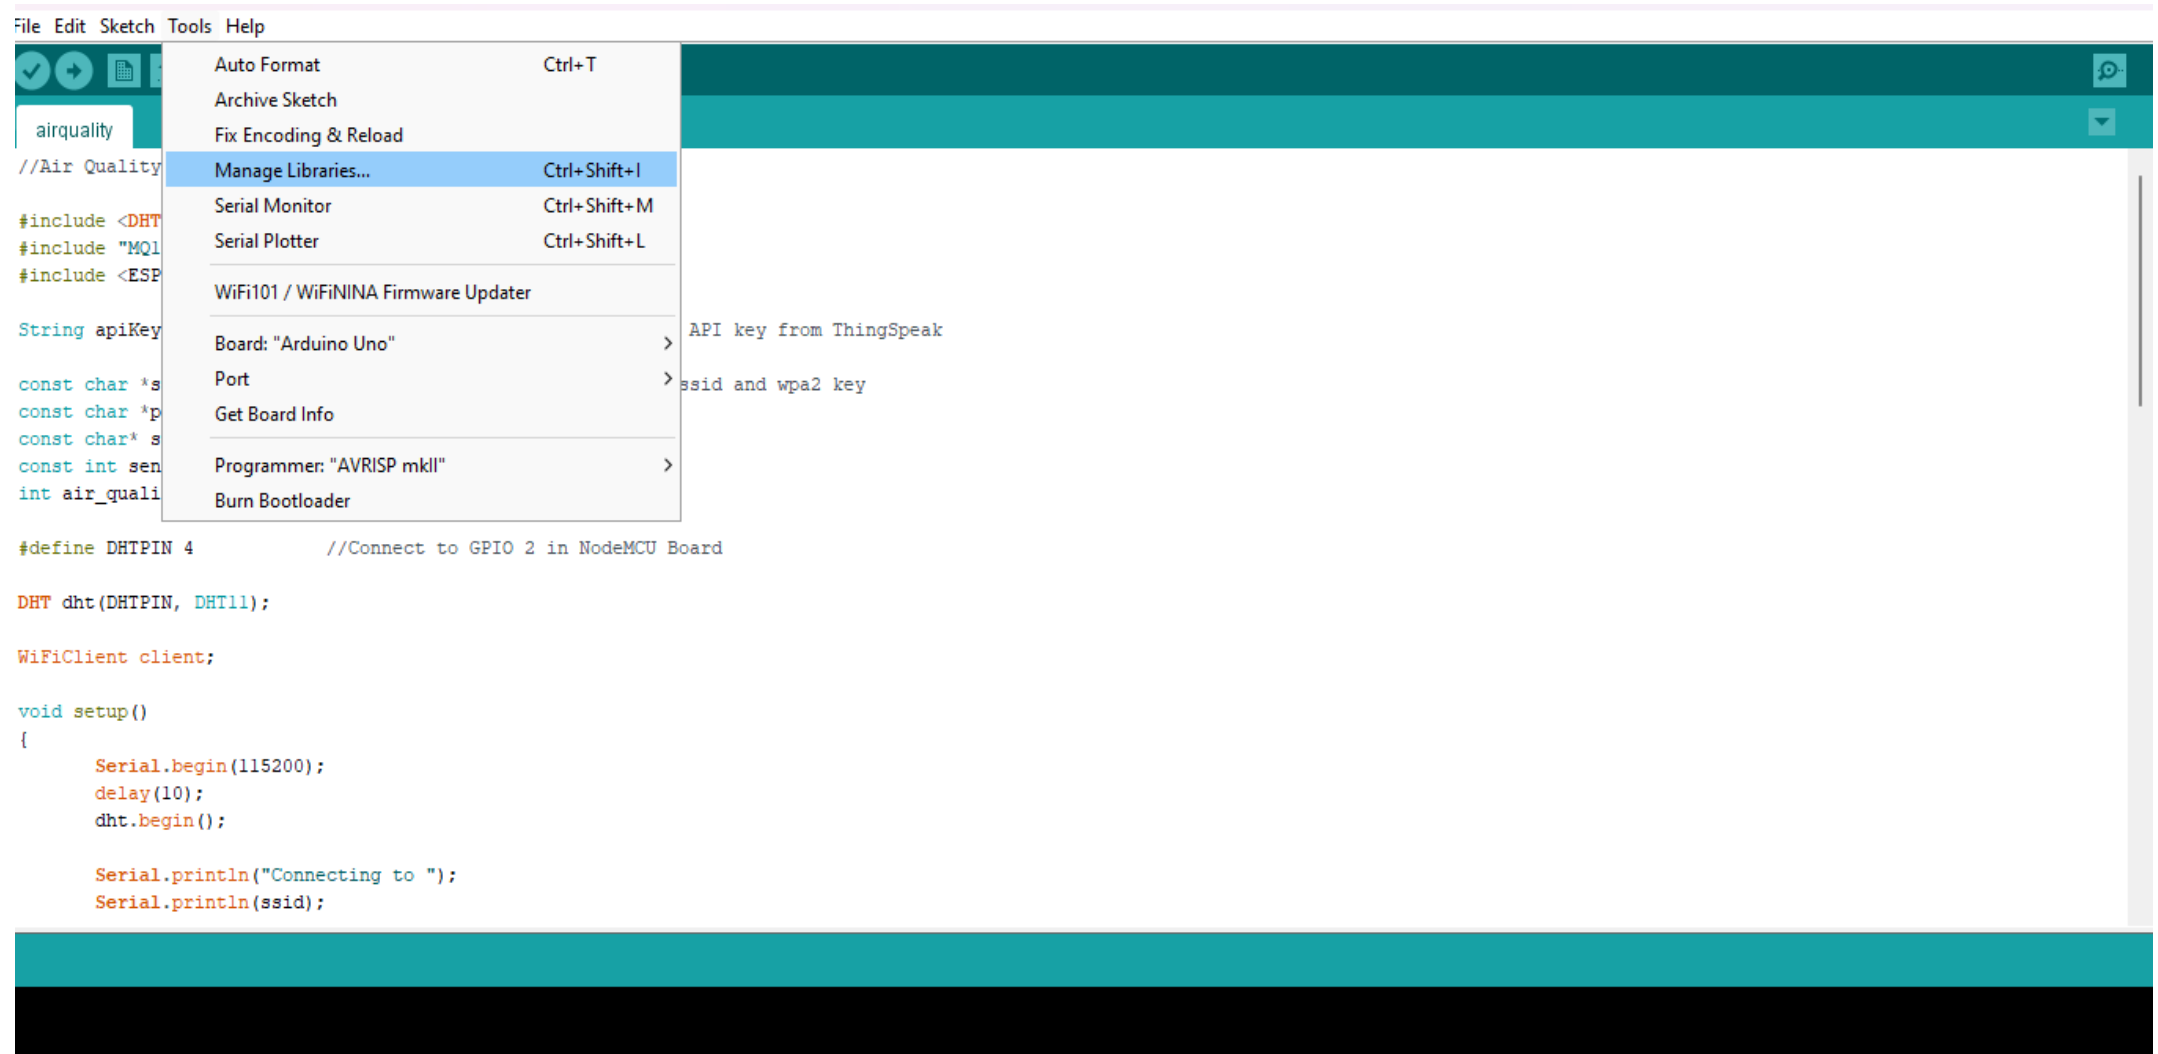 File Edit Sketch Tools Help
Auto Format Ctrl+T
Archive Sketch
Fix Encoding & Reload
Manage Libraries... Ctrl+Shift+I
Serial Monitor Ctrl+Shift+M
Serial Plotter Ctrl+Shift+L
WiFi101 / WiFiNINA Firmware Updater
Board: "Arduino Uno"
Port
Get Board Info
Programmer: "AVRISP mkII"
Burn Bootloader
airquality
//Air Quality
#include <DHT
#include "MQ1
#include <ESP
String apiKey API key from ThingSpeak
const char *s ssid and wpa2 key
const char *p
const char* s
const int sen
int air_quali
#define DHTPIN 4 //Connect to GPIO 2 in NodeMCU Board
DHT dht(DHTPIN, DHT11);
WiFiClient client;
void setup()
{
Serial.begin(115200);
delay(10);
dht.begin();
Serial.println("Connecting to ");
Serial.println(ssid);